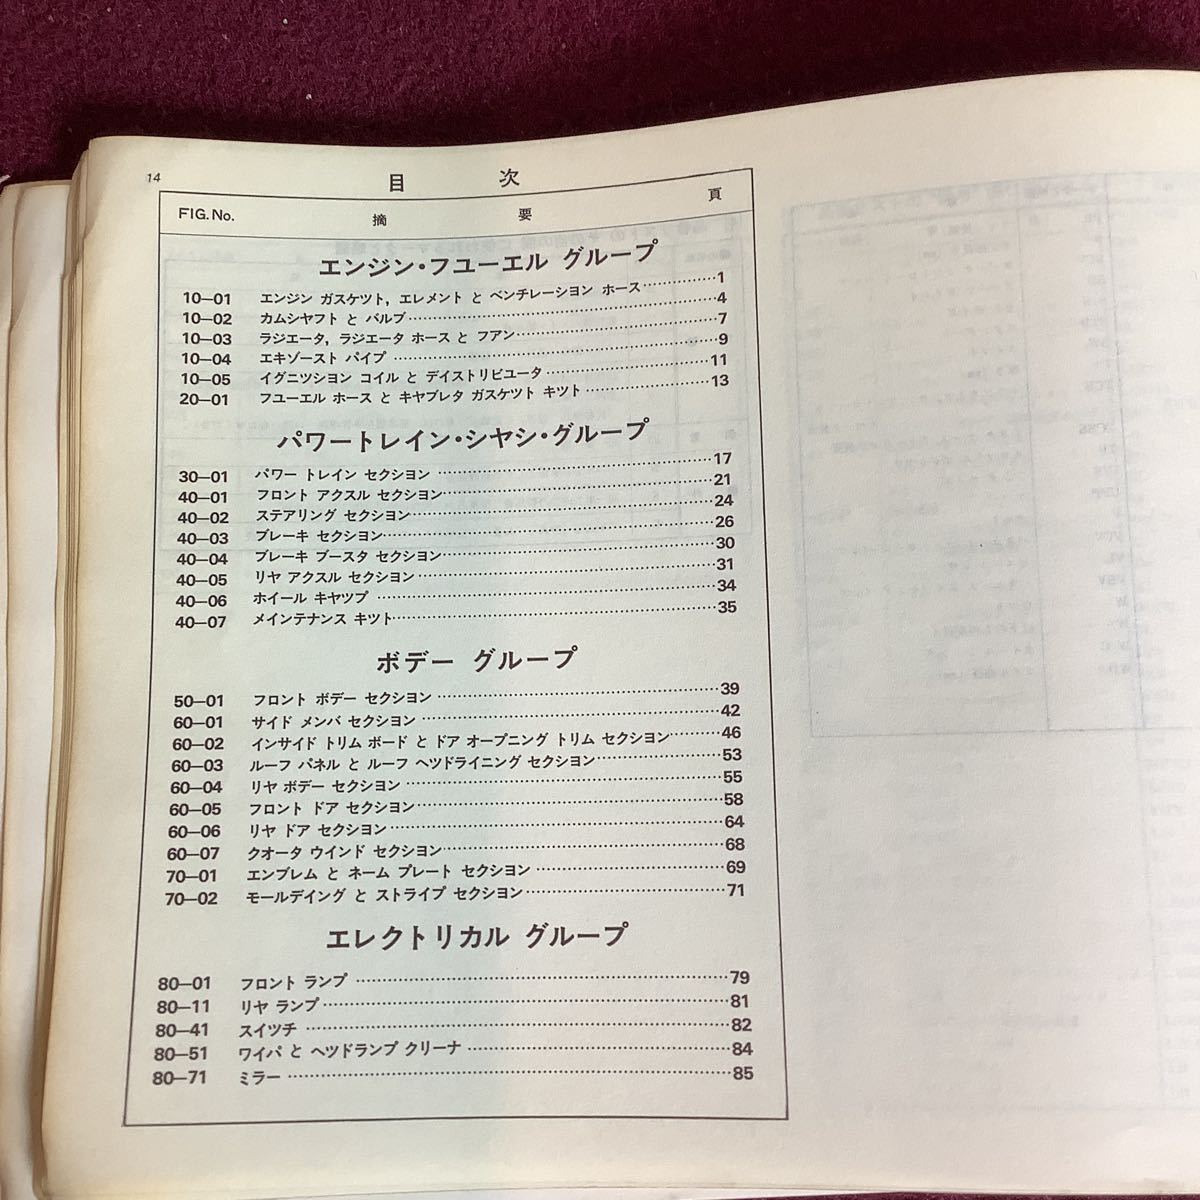 14
目次
FIG.No. 摘要 頁
エンジン・フユーエル グループ
10—01 エンジン ガスケツト, エレメント と ベンチレーシヨン ホース 1
10—02 カムシヤフト と バルブ 4
10—03 ラジエータ, ラジエータ ホース と フアン 7
10—04 エキゾースト パイプ 9
10—05 イグニツシヨン コイル と デイストリビユータ 11
20—01 フユーエル ホース と キヤブレタ ガスケツト キツト 13
パワートレイン・シヤシ・グループ
30—01 パワー トレイン セクシヨン 17
40—01 フロント アクスル セクシヨン 21
40—02 ステアリング セクシヨン 24
40—03 ブレーキ セクシヨン 26
40—04 ブレーキ ブースタ セクシヨン 30
40—05 リヤ アクスル セクシヨン 31
40—06 ホイール キヤツプ 34
40—07 メインテナンス キツト 35
ボデー グループ
50—01 フロント ボデー セクシヨン 39
60—01 サイド メンバ セクシヨン 42
60—02 インサイド トリム ボード と ドア オープニング トリム セクシヨン 46
60—03 ルーフ パネル と ルーフ ヘツドライニング セクシヨン 53
60—04 リヤ ボデー セクシヨン 55
60—05 フロント ドア セクシヨン 58
60—06 リヤ ドア セクシヨン 64
60—07 クオータ ウインド セクシヨン 68
70—01 エンブレム と ネーム プレート セクシヨン 69
70—02 モールデイング と ストライプ セクシヨン 71
エレクトリカル グループ
80—01 フロント ランプ 79
80—11 リヤ ランプ 81
80—41 スイツチ 82
80—51 ワイパ と ヘツドランプ クリーナ 84
80—71 ミラー 85